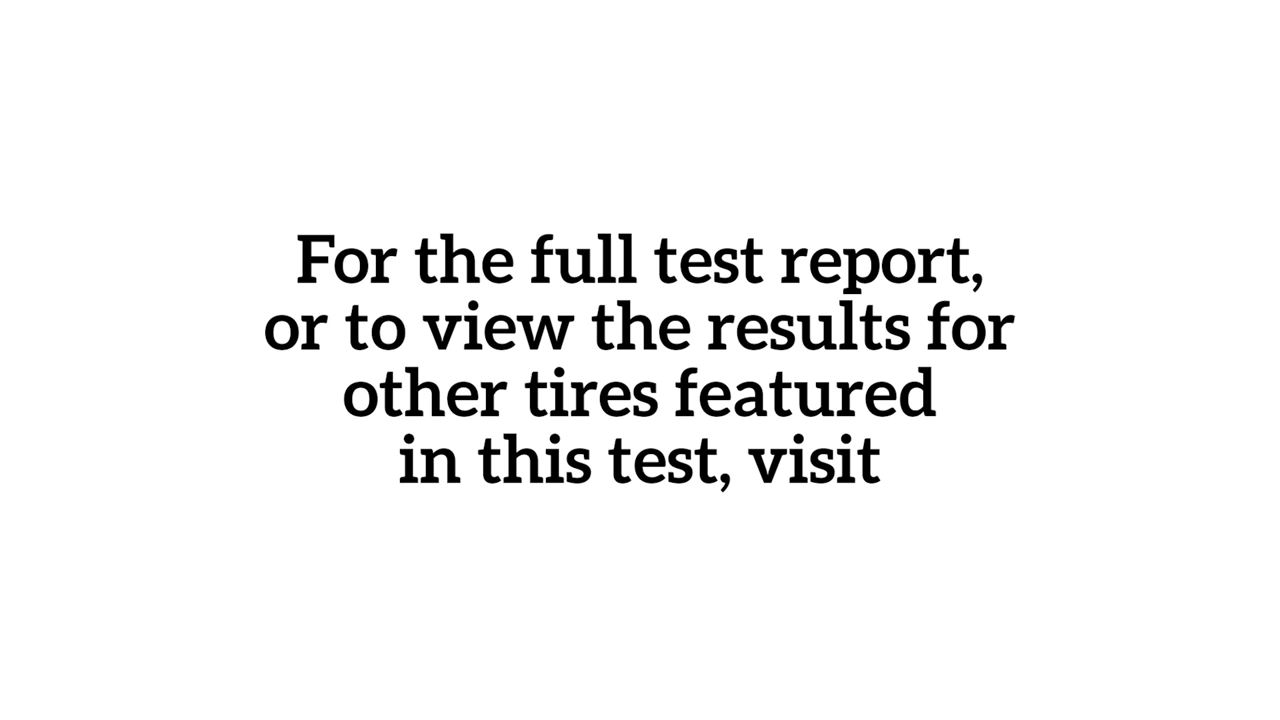 For the full test report,
or to view the results for
other tires featured
in this test, visit